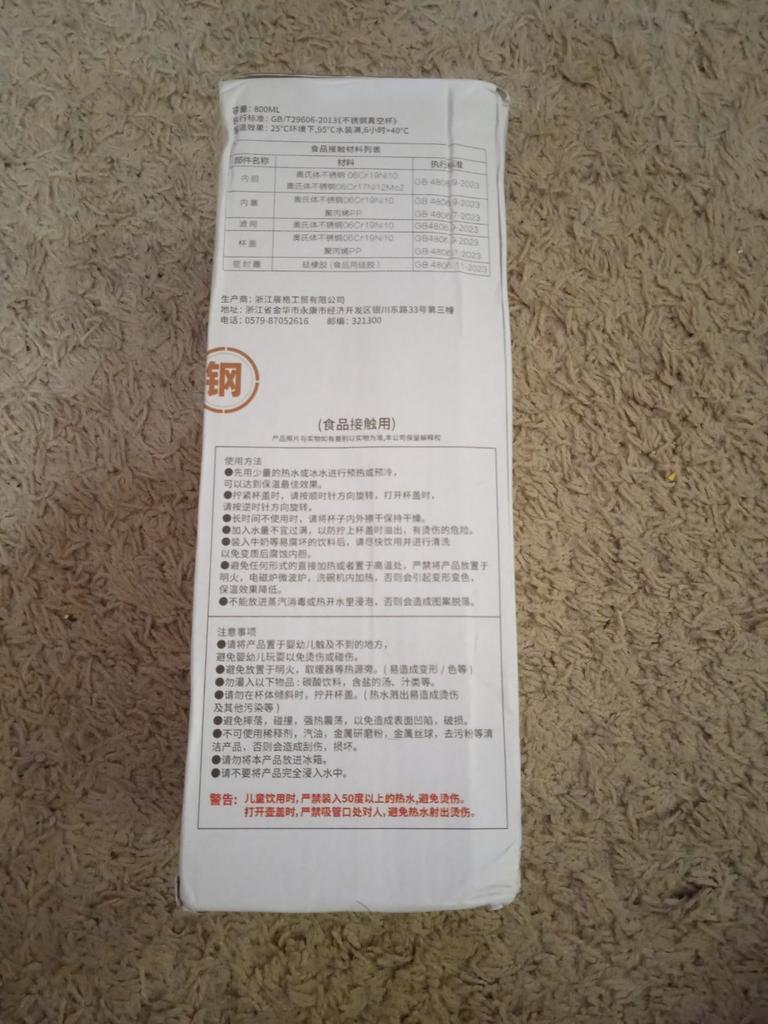 容量：800ML
执行标准：GB/T29606-2013《不锈钢真空杯》
保温效果：25℃环境下,95℃水装满,6小时>40℃
食品接触材料列表
部件名称 材料 执行标准
内胆 奥氏体不锈钢 06Cr19Ni10 GB 4806.9-2023
奥氏体不锈钢06Cr17Ni12Mo2
内塞 奥氏体不锈钢06Cr19Ni10 GB 4806.9-2023
聚丙烯PP GB 4806.7-2023
滤网 奥氏体不锈钢06Cr19Ni10 GB4806.9-2023
杯盖 奥氏体不锈钢06Cr19Ni10 GB4806.9-2023
聚丙烯PP GB 4806.7-2023
密封圈 硅橡胶（食品用硅胶） GB 4806.11-2023
生产商：浙江展格工贸有限公司
地址：浙江省金华市永康市经济开发区银川东路33号第三幢
电话：0579-87052616 邮编：321300
钢
(食品接触用)
产品照片与实物如有差别以实物为准,本公司保留解释权
使用方法
●先用少量的热水或冰水进行预热或预冷，
可以达到保温最佳效果。
●拧紧杯盖时，请按顺时针方向旋转，打开杯盖时，
请按逆时针方向旋转。
●长时间不使用时，请将杯子内外擦干保持干燥。
●加入水量不宜过满，以防拧上杯盖时溢出，有烫伤的危险。
●装入牛奶等易腐坏的饮料后，请尽快饮用并进行清洗
以免变质后腐蚀内胆。
●避免任何形式的直接加热或者置于高温处，严禁将产品放置于
明火，电磁炉微波炉，洗碗机内加热，否则会引起变形变色，
保温效果降低。
●不能放进蒸汽消毒或热开水里浸泡，否则会造成图案脱落。
注意事项
●请将产品置于婴幼儿触及不到的地方，
避免婴幼儿玩耍以免烫伤或碰伤。
●避免放置于明火，取暖器等热源旁。( 易造成变形 / 色等 )
●勿灌入以下物品 : 碳酸饮料，含盐的汤、汁类等。
●请勿在杯体倾斜时，拧开杯盖。( 热水溅出易造成烫伤
及其他污染等 )
●避免摔落，碰撞，强热震荡，以免造成表面凹陷，破损。
●不可使用稀释剂，汽油，金属研磨粉，金属丝球，去污粉等清
洁产品，否则会造成刮伤，损坏。
●请勿将本产品放进冰箱。
●请不要将产品完全浸入水中。
警告：儿童饮用时,严禁装入50度以上的热水,避免烫伤。
打开壶盖时,严禁吸管口处对人,避免热水射出烫伤。